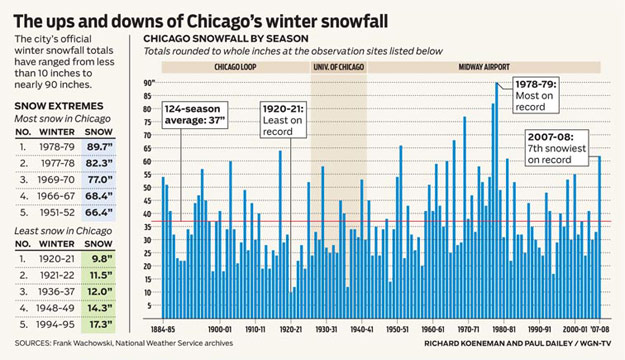 The ups and downs of Chicago's winter snowfall
The city's official
winter snowfall totals
have ranged from less
than 10 inches to
nearly 90 inches.
SNOW EXTREMES
Most snow in Chicago
NO. WINTER SNOW
1. 1978-79 89.7"
2. 1977-78 82.3"
3. 1969-70 77.0"
4. 1966-67 68.4"
5. 1951-52 66.4"
Least snow in Chicago
NO. WINTER SNOW
1. 1920-21 9.8"
2. 1921-22 11.5"
3. 1936-37 12.0"
4. 1948-49 14.3"
5. 1994-95 17.3"
CHICAGO SNOWFALL BY SEASON
Totals rounded to whole inches at the observation sites listed below
CHICAGO LOOP UNIV. OF CHICAGO MIDWAY AIRPORT
90"
85
80
75
70
65
60
55
50
45
40
35
30
25
20
15
10
5
124-season
average: 37"
1920-21:
Least on
record
1978-79:
Most on
record
2007-08:
7th snowiest
on record
1884-85 1900-01 1910-11 1920-21 1930-31 1940-41 1950-51 1960-61 1970-71 1980-81 1990-91 2000-01 '07-08
SOURCES: Frank Wachowski, National Weather Service archives
RICHARD KOENEMAN AND PAUL DAILEY / WGN-TV